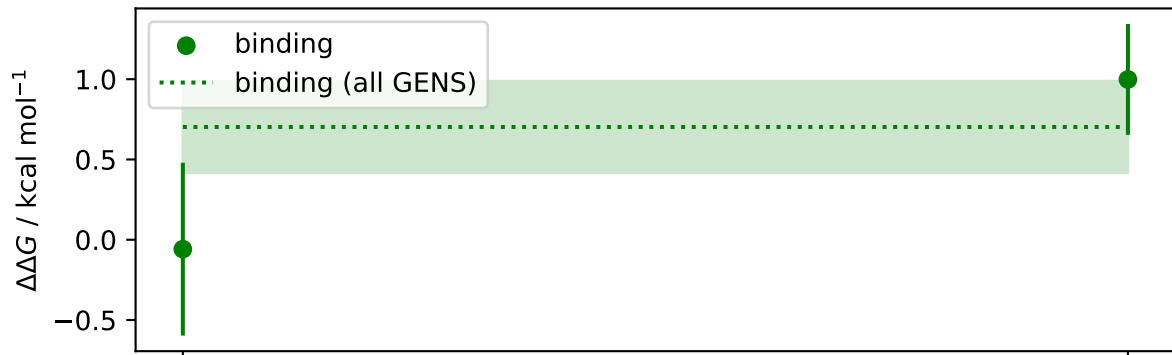 binding
binding (all GENS)
1.0
0.5
0.0
−0.5
ΔΔG / kcal mol⁻¹